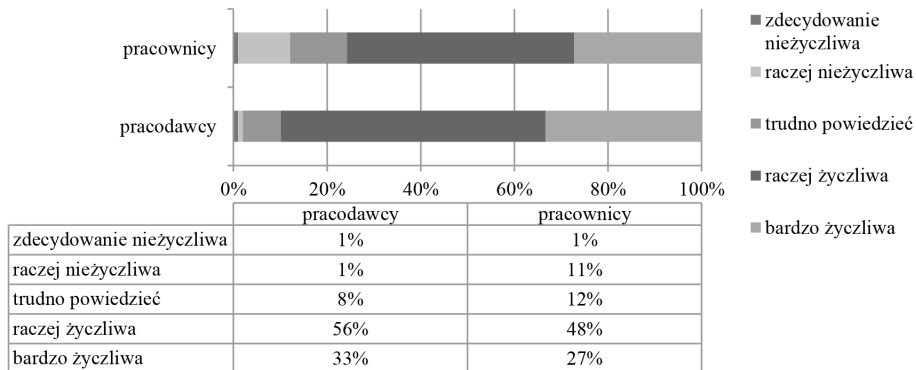 pracownicy
pracodawcy
0% 20% 40% 60% 80% 100%
zdecydowanie
nieżyczliwa
raczej nieżyczliwa
trudno powiedzieć
raczej życzliwa
bardzo życzliwa
pracodawcy pracownicy
zdecydowanie nieżyczliwa 1% 1%
raczej nieżyczliwa 1% 11%
trudno powiedzieć 8% 12%
raczej życzliwa 56% 48%
bardzo życzliwa 33% 27%